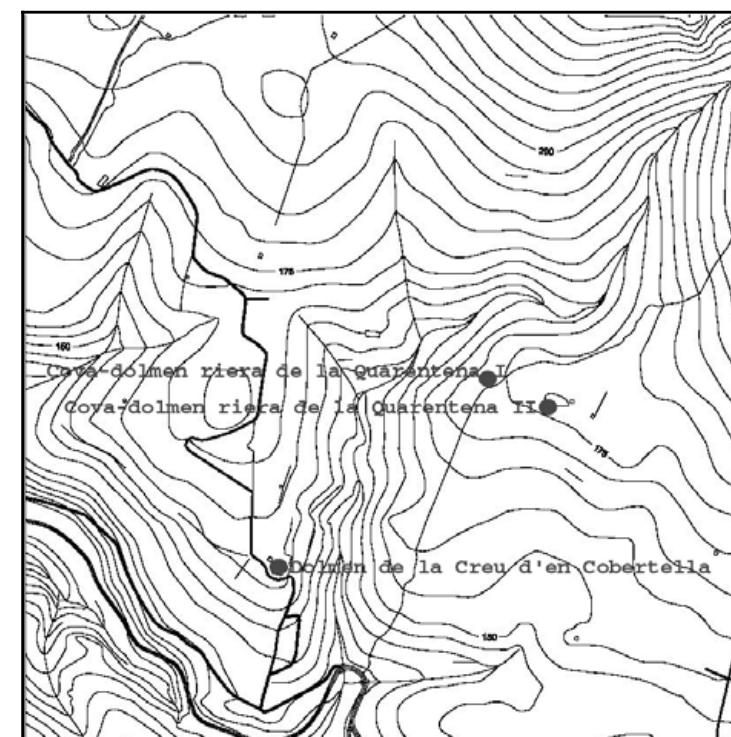 200
175
150
Cova-dolmen riera de la Quarentena I
Cova-dolmen riera de la Quarentena II
175
Dolmen de la Creu d'en Cobertella
150